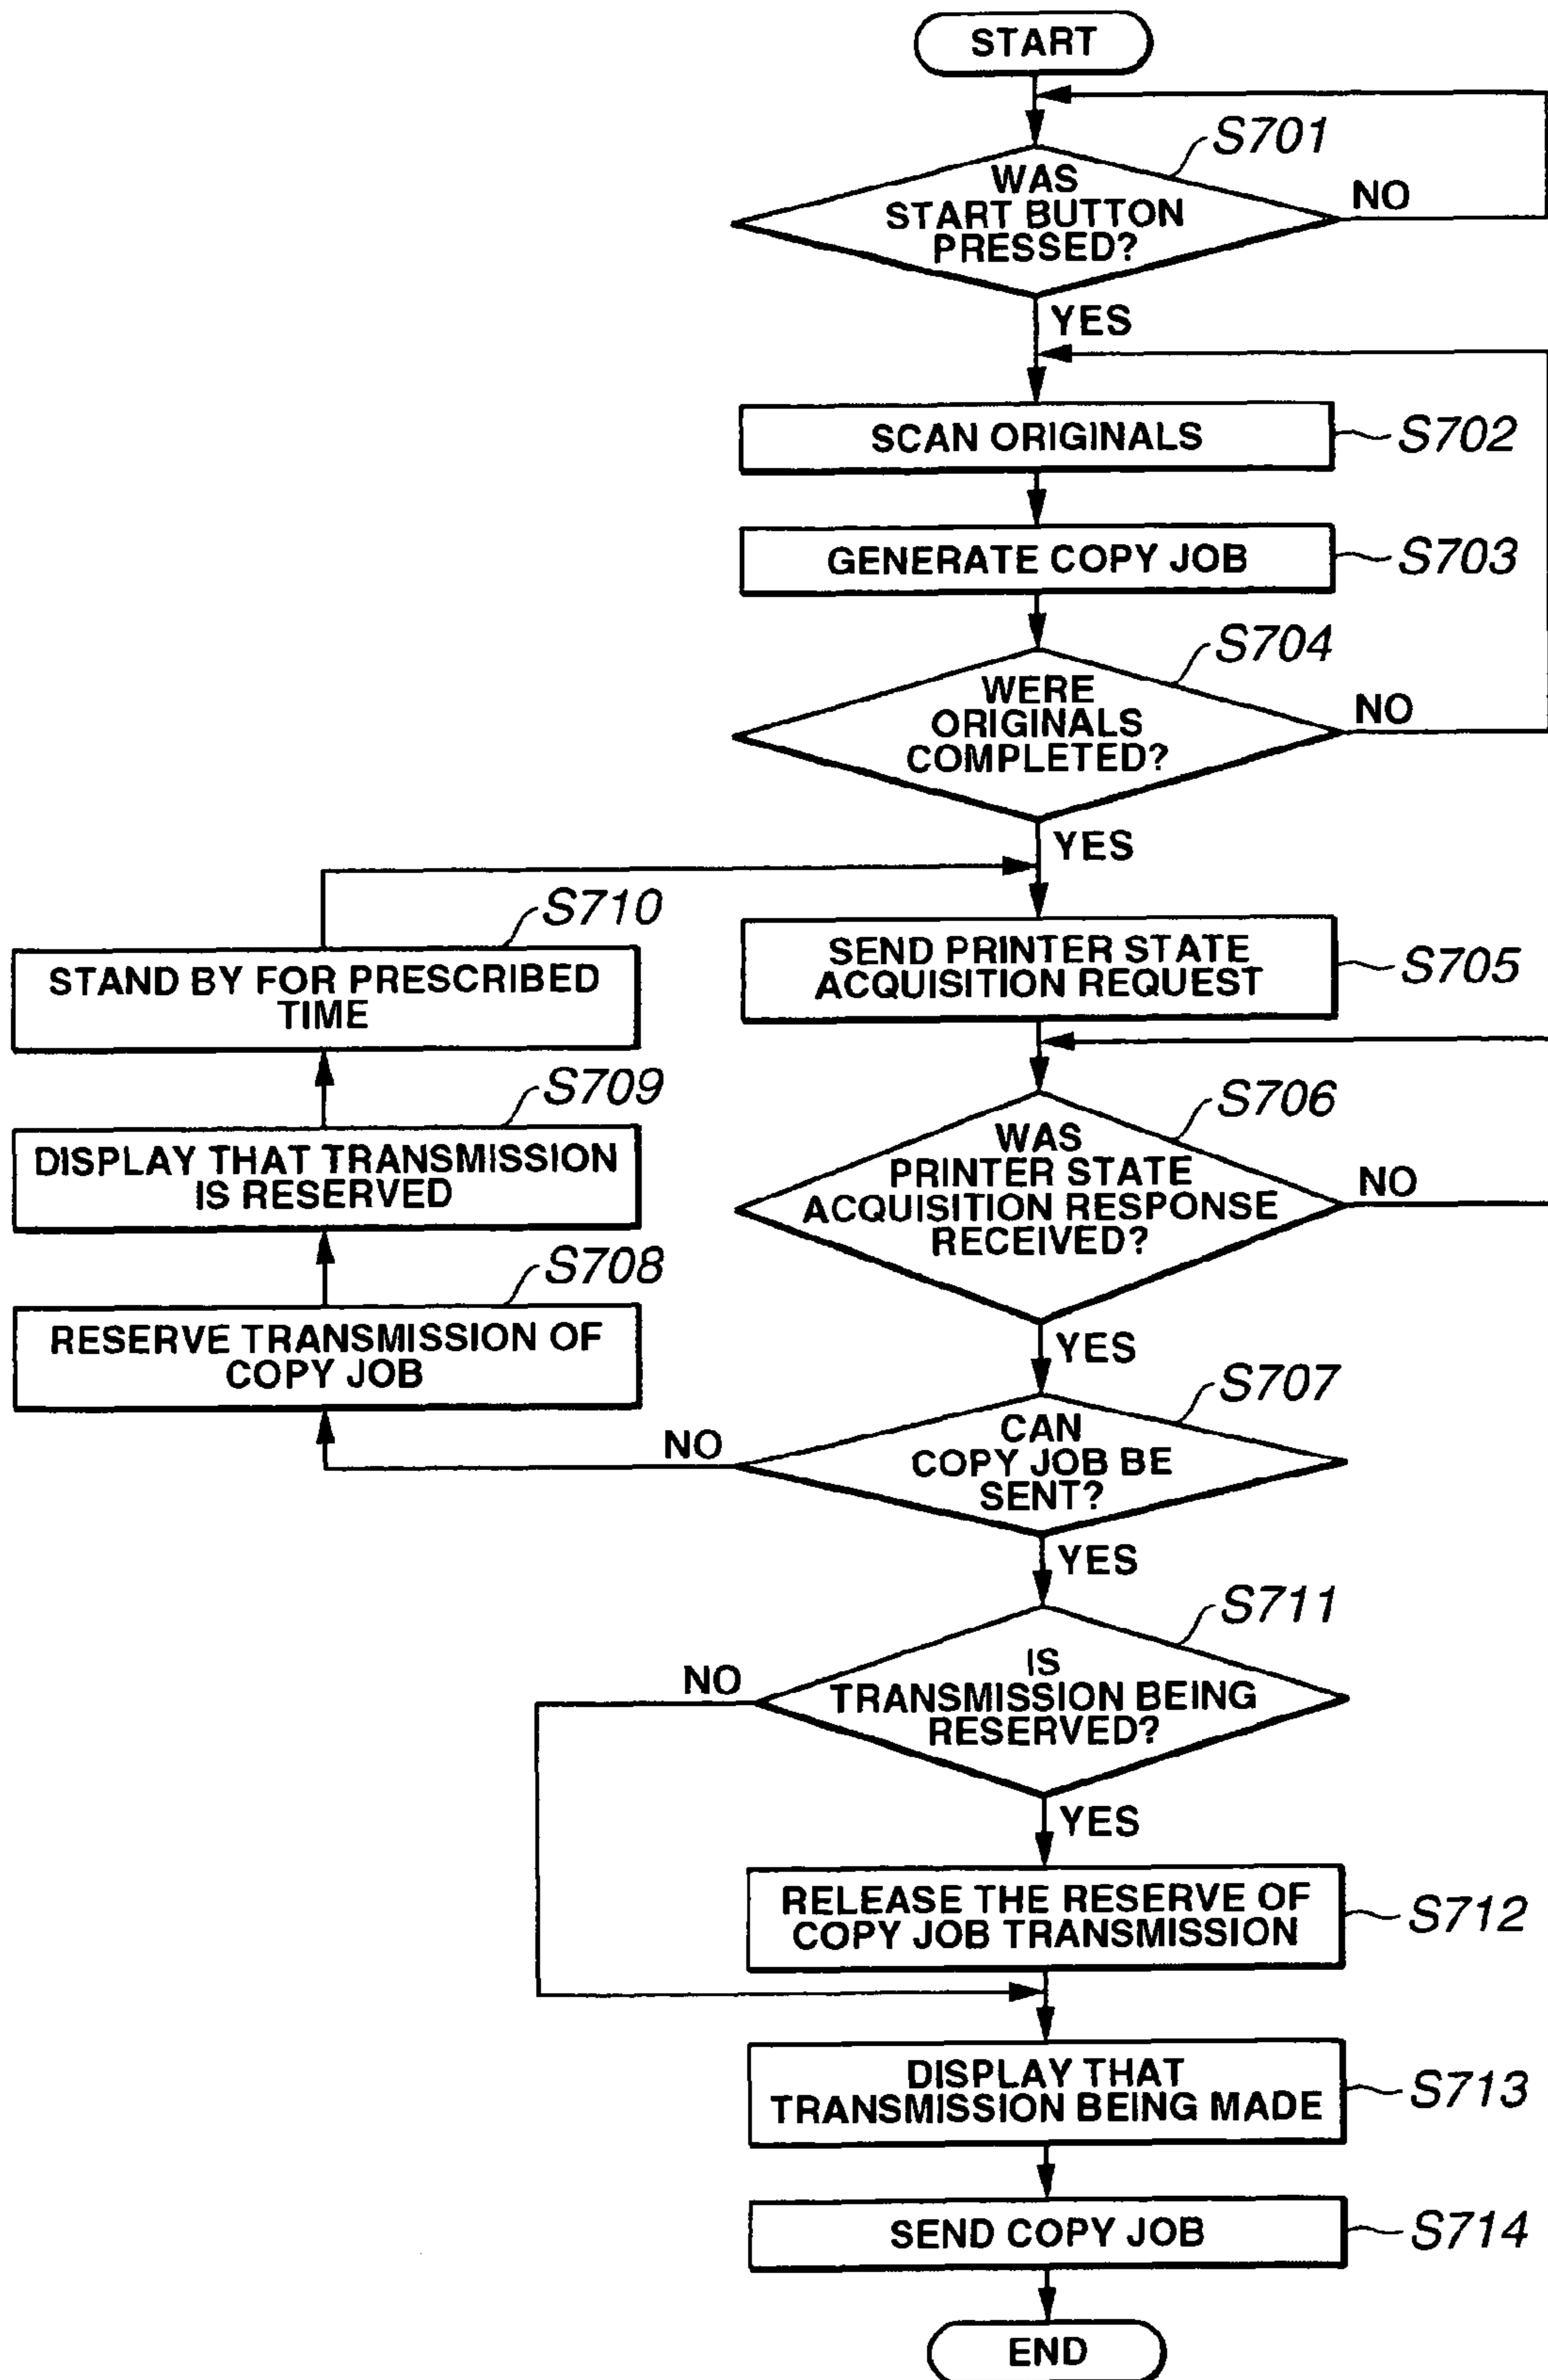 START
S701
WAS
START BUTTON
PRESSED?
NO
YES
SCAN ORIGINALS
S702
GENERATE COPY JOB
S703
S704
WERE
ORIGINALS
COMPLETED?
NO
YES
S710
STAND BY FOR PRESCRIBED
TIME
SEND PRINTER STATE
ACQUISITION REQUEST
S705
S709
DISPLAY THAT TRANSMISSION
IS RESERVED
S706
WAS
PRINTER STATE
ACQUISITION RESPONSE
RECEIVED?
NO
S708
RESERVE TRANSMISSION OF
COPY JOB
YES
S707
CAN
COPY JOB BE
SENT?
NO
YES
S711
IS
TRANSMISSION BEING
RESERVED?
NO
YES
RELEASE THE RESERVE OF
COPY JOB TRANSMISSION
S712
DISPLAY THAT
TRANSMISSION BEING MADE
S713
SEND COPY JOB
S714
END